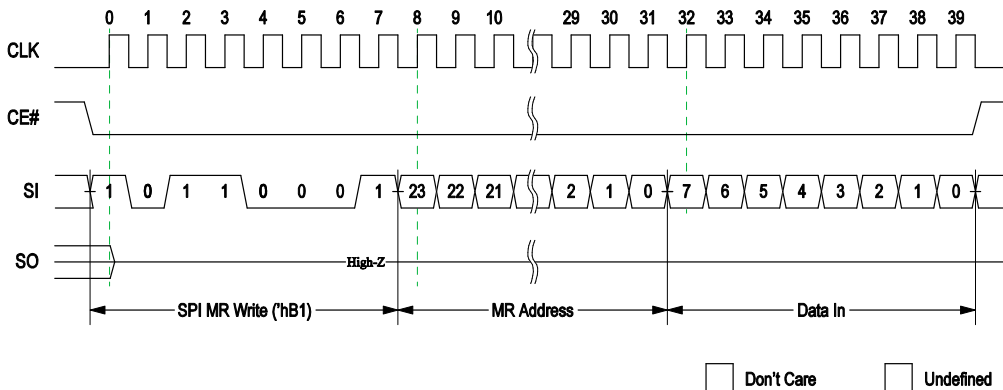 0 1 2 3 4 5 6 7 8 9 10 29 30 31 32 33 34 35 36 37 38 39
CLK
CE#
SI 1 0 1 1 0 0 0 1 23 22 21 2 1 0 7 6 5 4 3 2 1 0
SO High-Z
SPI MR Write ('hB1) MR Address Data In
Don't Care Undefined